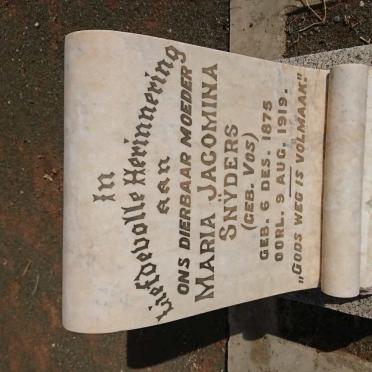 In
Liefdevolle Herinnering
aan
ONS DIERBAAR MOEDER
MARIA JACOMINA
SNYDERS
(GEB. VOS)
GEB. 6 DES. 1875
OORL. 9 AUG. 1919.
„GODS WEG IS VOLMAAK.”